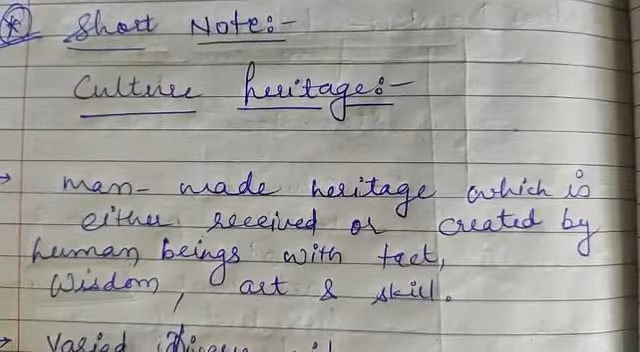 Short Note:-
Culture heritage:-
→ man-made heritage which is
either received or created by
human beings with tact,
Wisdom, art & skill.
→ Varied